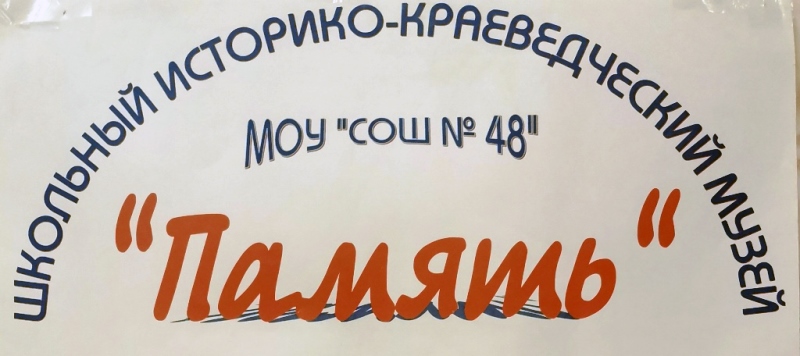 ШКОЛЬНЫЙ ИСТОРИКО-КРАЕВЕДЧЕСКИЙ МУЗЕЙ
МОУ "СОШ № 48"
"Память"